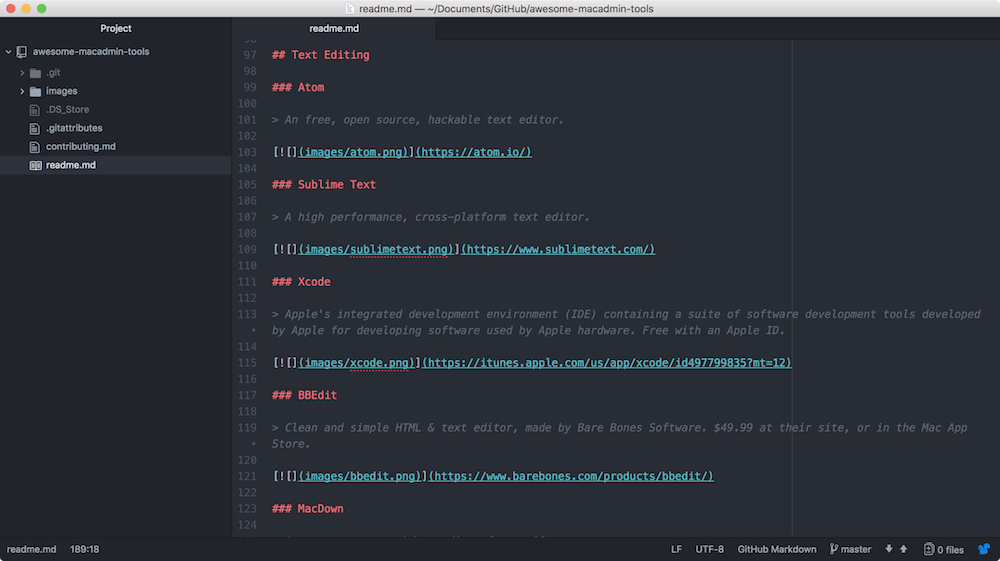 readme.md — ~/Documents/GitHub/awesome-macadmin-tools
Project
awesome-macadmin-tools
.git
images
.DS_Store
.gitattributes
contributing.md
readme.md
readme.md
97 ## Text Editing
98
99 ### Atom
100
101 > An free, open source, hackable text editor.
102
103 [![](images/atom.png)](https://atom.io/)
104
105 ### Sublime Text
106
107 > A high performance, cross-platform text editor.
108
109 [![](images/sublimetext.png)](https://www.sublimetext.com/)
110
111 ### Xcode
112
113 > Apple's integrated development environment (IDE) containing a suite of software development tools developed
• by Apple for developing software used by Apple hardware. Free with an Apple ID.
114
115 [![](images/xcode.png)](https://itunes.apple.com/us/app/xcode/id497799835?mt=12)
116
117 ### BBEdit
118
119 > Clean and simple HTML & text editor, made by Bare Bones Software. $49.99 at their site, or in the Mac App
• Store.
120
121 [![](images/bbedit.png)](https://www.barebones.com/products/bbedit/)
122
123 ### MacDown
124
readme.md 189:18 LF UTF-8 GitHub Markdown master 0 files